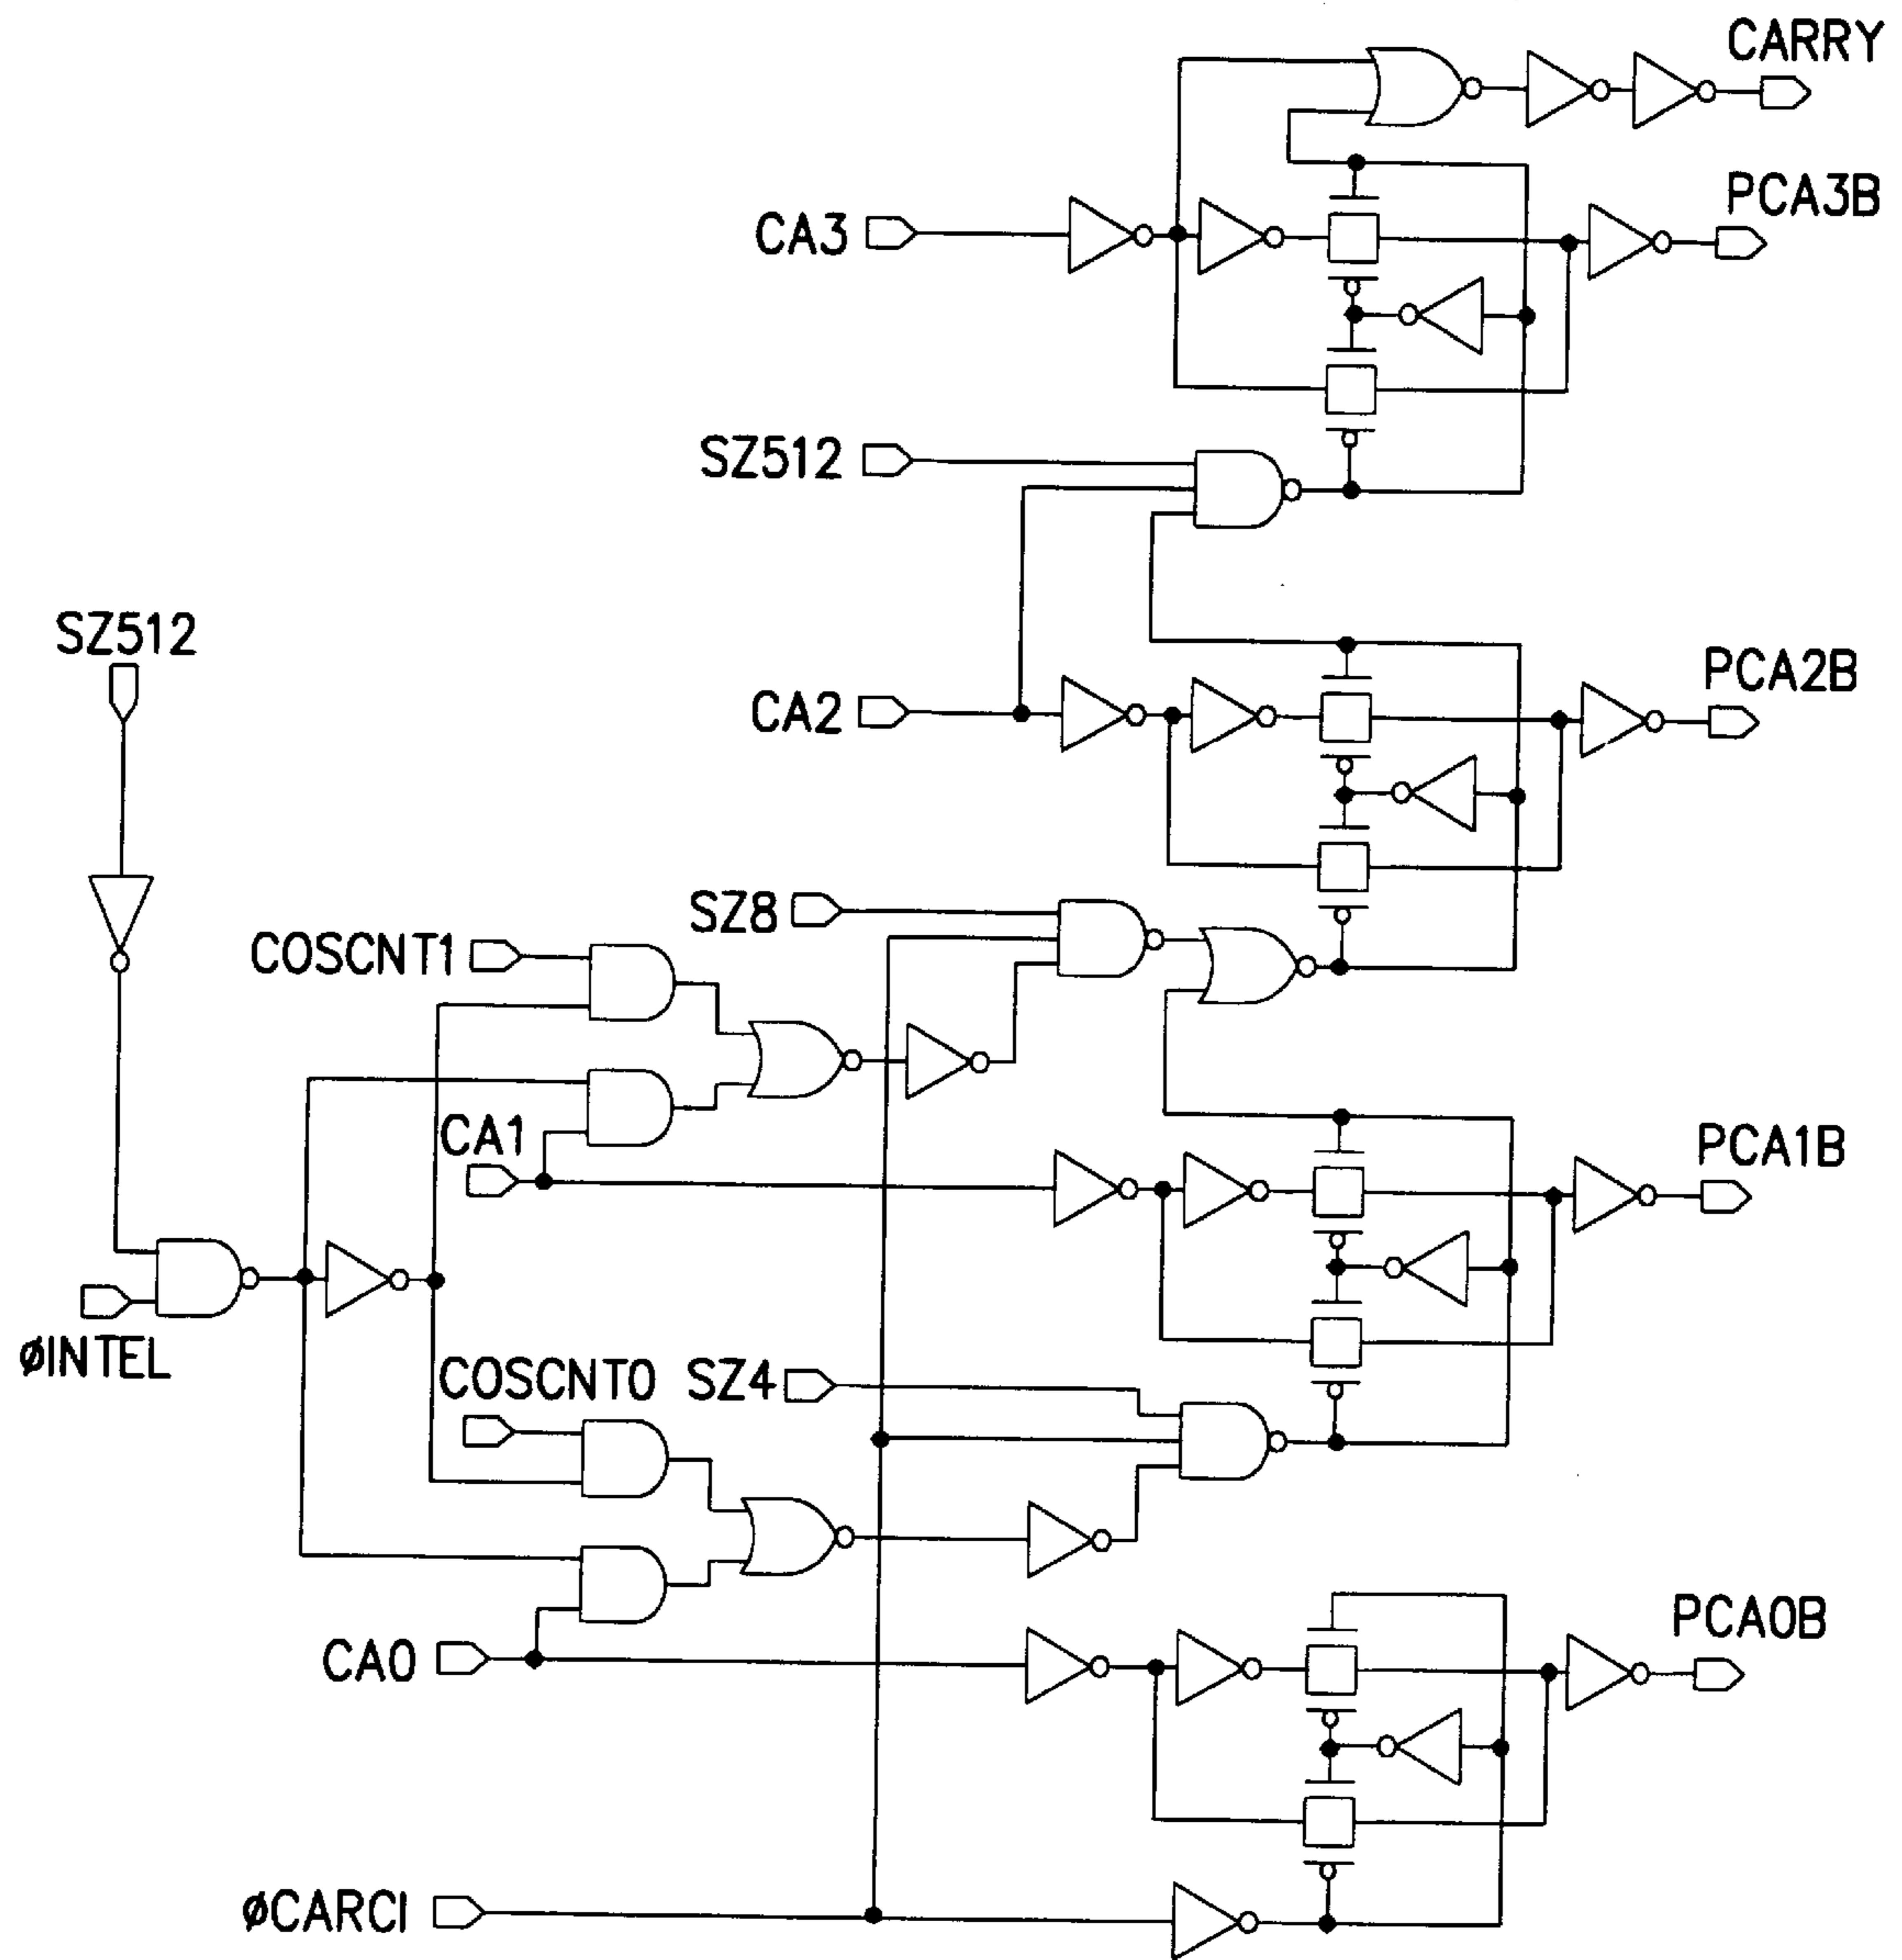 CARRY
PCA3B
CA3
SZ512
SZ512
PCA2B
CA2
SZ8
COSCNT1
CA1
PCA1B
øINTEL
COSCNT0
SZ4
PCA0B
CA0
øCARCI